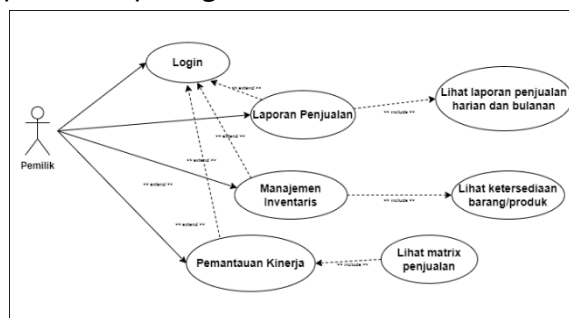 Login
** extend **
Lihat laporan penjualan
harian dan bulanan
** extend **
Laporan Penjualan
** include **
** extend **
Pemilik
** extend **
** extend **
Manajemen
Inventaris
** include **
Lihat ketersediaan
barang/produk
** extend **
Pemantauan Kinerja
** include **
Lihat matrix
penjualan